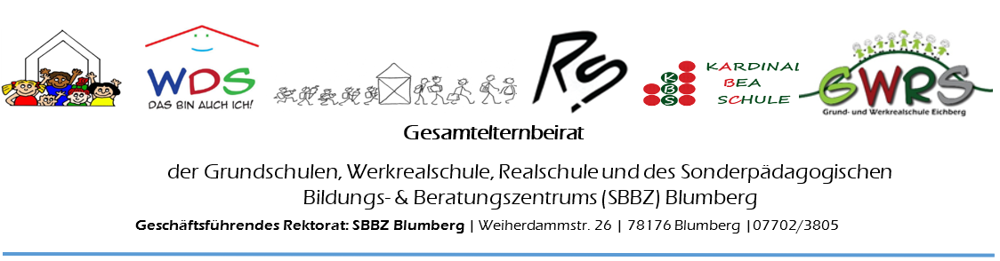 WDS
DAS BIN AUCH ICH!
RS
KBS
KARDINAL
BEA
SCHULE
GWRS
Grund- und Werkrealschule Eichberg
Gesamtelternbeirat
der Grundschulen, Werkrealschule, Realschule und des Sonderpädagogischen
Bildungs- & Beratungszentrums (SBBZ) Blumberg
Geschäftsführendes Rektorat: SBBZ Blumberg | Weiherdammstr. 26 | 78176 Blumberg |07702/3805